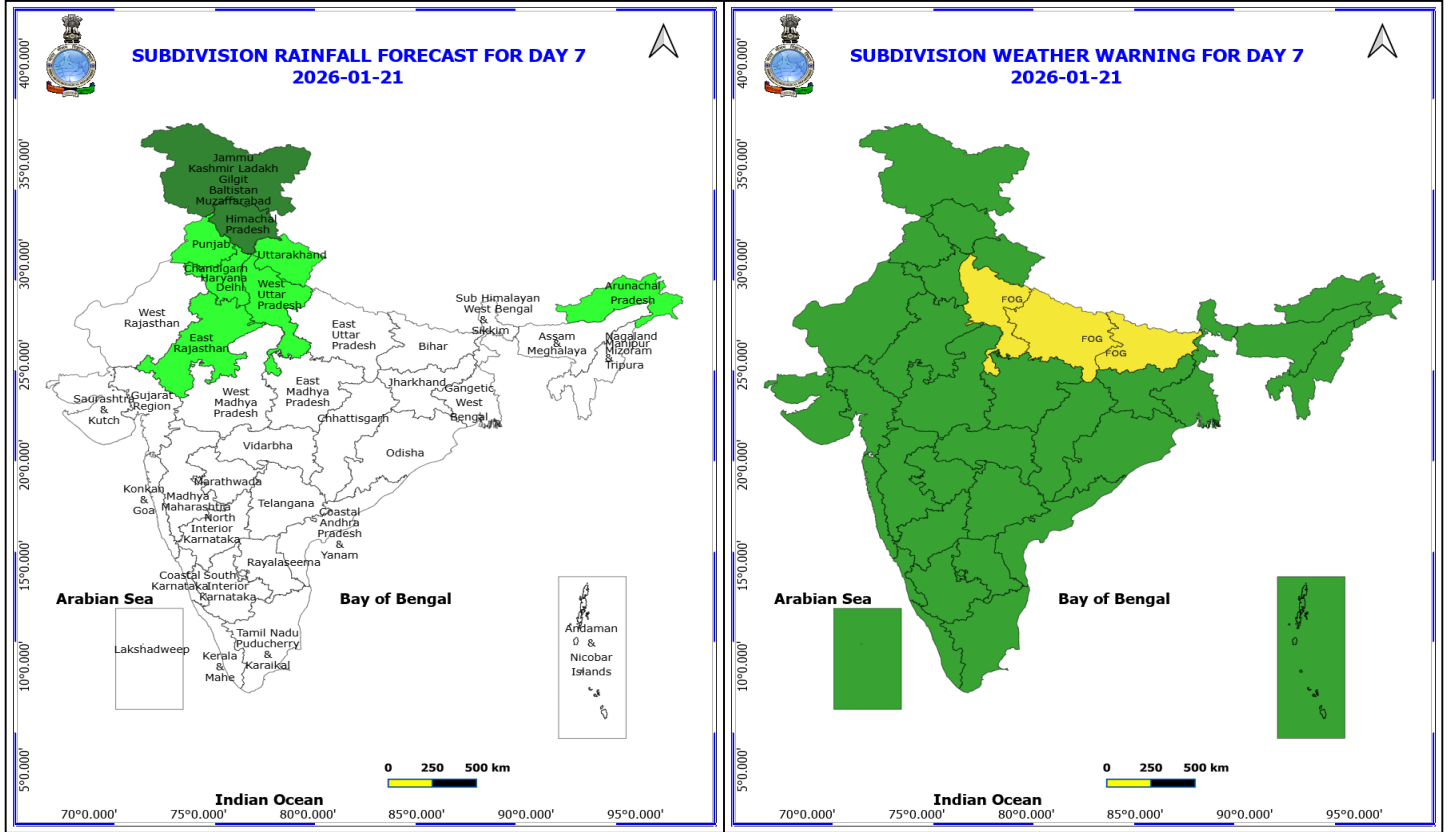 SUBDIVISION RAINFALL FORECAST FOR DAY 7
2026-01-21
40°0.000'
35°0.000'
30°0.000'
25°0.000'
20°0.000'
15°0.000'
10°0.000'
5°0.000'
Jammu
Kashmir Ladakh
Gilgit
Baltistan
Muzaffarabad
Himachal
Pradesh
Punjab
Uttarakhand
Chandigarh
Haryana
Delhi
West
Uttar
Pradesh
Arunachal
Pradesh
West
Rajasthan
East
Rajasthan
East
Uttar
Pradesh
Sub Himalayan
West Bengal
&
Sikkim
Bihar
Assam
&
Meghalaya
Nagaland
Manipur
Mizoram
&
Tripura
Saurashtra
&
Kutch
Gujarat
Region
West
Madhya
Pradesh
East
Madhya
Pradesh
Jharkhand
Gangetic
West
Bengal
Chhattisgarh
Vidarbha
Odisha
Konkan
&
Goa
Madhya
Maharashtra
Marathwada
Telangana
North
Interior
Karnataka
Coastal
Andhra
Pradesh
&
Yanam
Rayalaseema
Coastal
Karnataka
South
Interior
Karnataka
Arabian Sea
Bay of Bengal
Lakshadweep
Kerala
&
Mahe
Tamil Nadu
Puducherry
&
Karaikal
Andaman
&
Nicobar
Islands
0 250 500 km
Indian Ocean
70°0.000' 75°0.000' 80°0.000' 85°0.000' 90°0.000' 95°0.000'
SUBDIVISION WEATHER WARNING FOR DAY 7
2026-01-21
40°0.000'
35°0.000'
30°0.000'
25°0.000'
20°0.000'
15°0.000'
10°0.000'
5°0.000'
FOG
FOG
FOG
Arabian Sea
Bay of Bengal
0 250 500 km
Indian Ocean
70°0.000' 75°0.000' 80°0.000' 85°0.000' 90°0.000' 95°0.000'